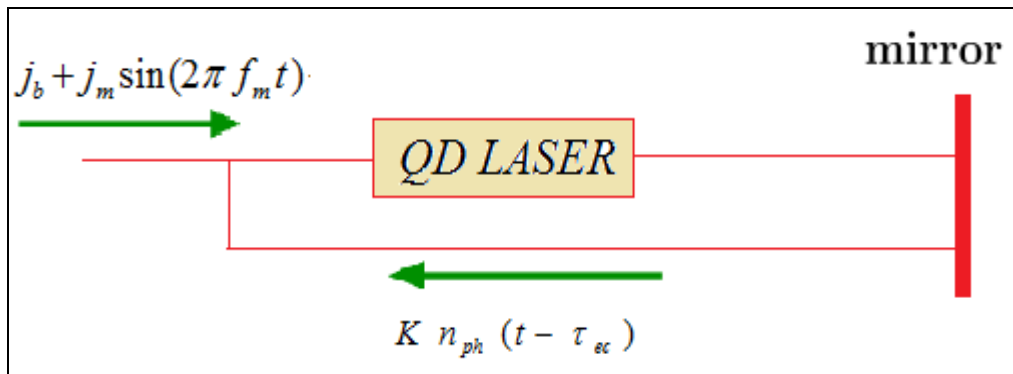 mirror
j_b + j_m sin(2π f_m t)
QD LASER
K n_ph (t − τ_ec)